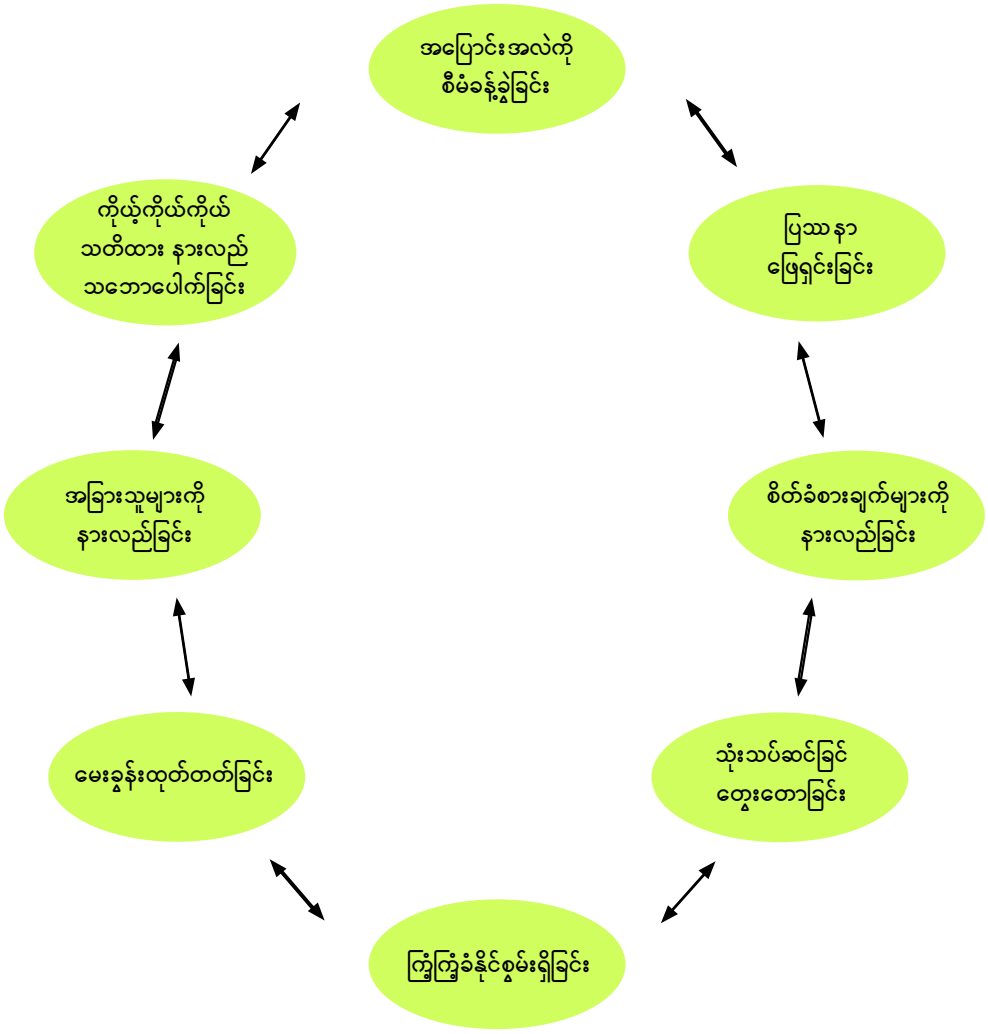 အပြောင်းအလဲကို
စီမံခန့်ခွဲခြင်း
ကိုယ့်ကိုယ်ကိုယ်
သတိထား နားလည်
သဘောပေါက်ခြင်း
ပြဿနာ
ဖြေရှင်းခြင်း
အခြားသူများကို
နားလည်ခြင်း
စိတ်ခံစားချက်များကို
နားလည်ခြင်း
မေးခွန်းထုတ်တတ်ခြင်း
သုံးသပ်ဆင်ခြင်
တွေးတောခြင်း
ကြံ့ကြံ့ခံနိုင်စွမ်းရှိခြင်း